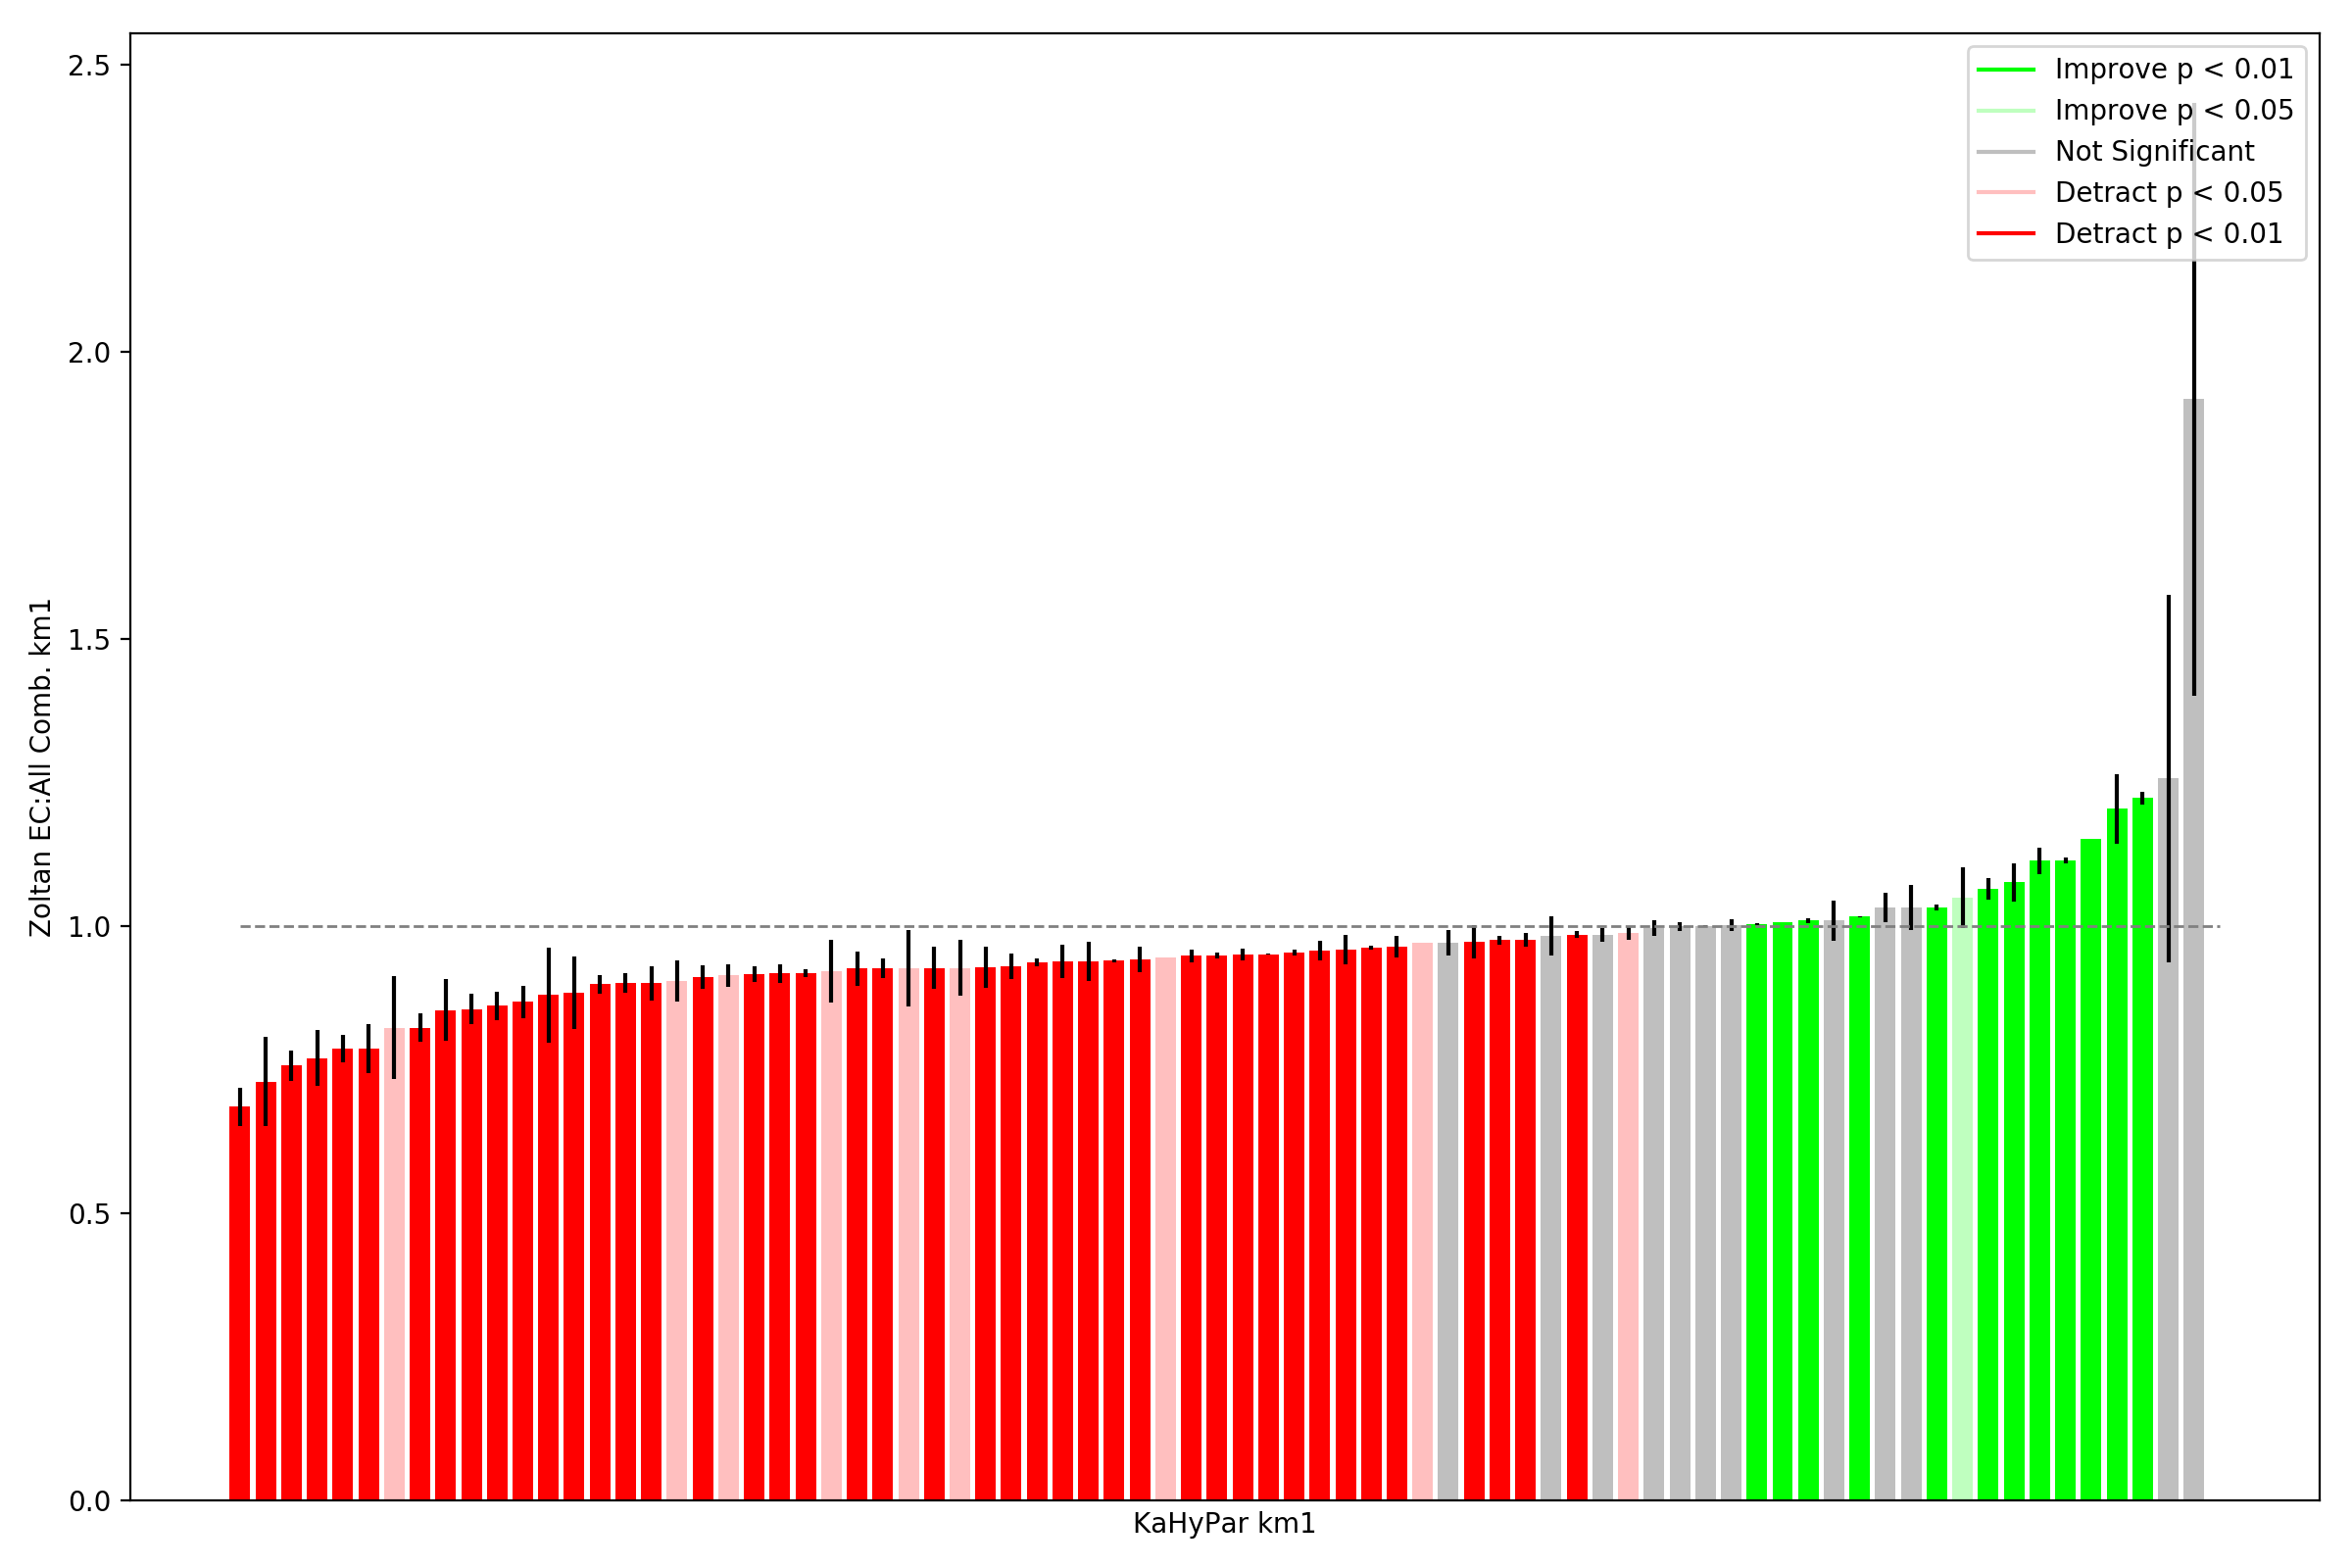 2.5
2.0
1.5
1.0
0.5
0.0
Zoltan EC:All Comb. km1
KaHyPar km1
Improve p < 0.01
Improve p < 0.05
Not Significant
Detract p < 0.05
Detract p < 0.01